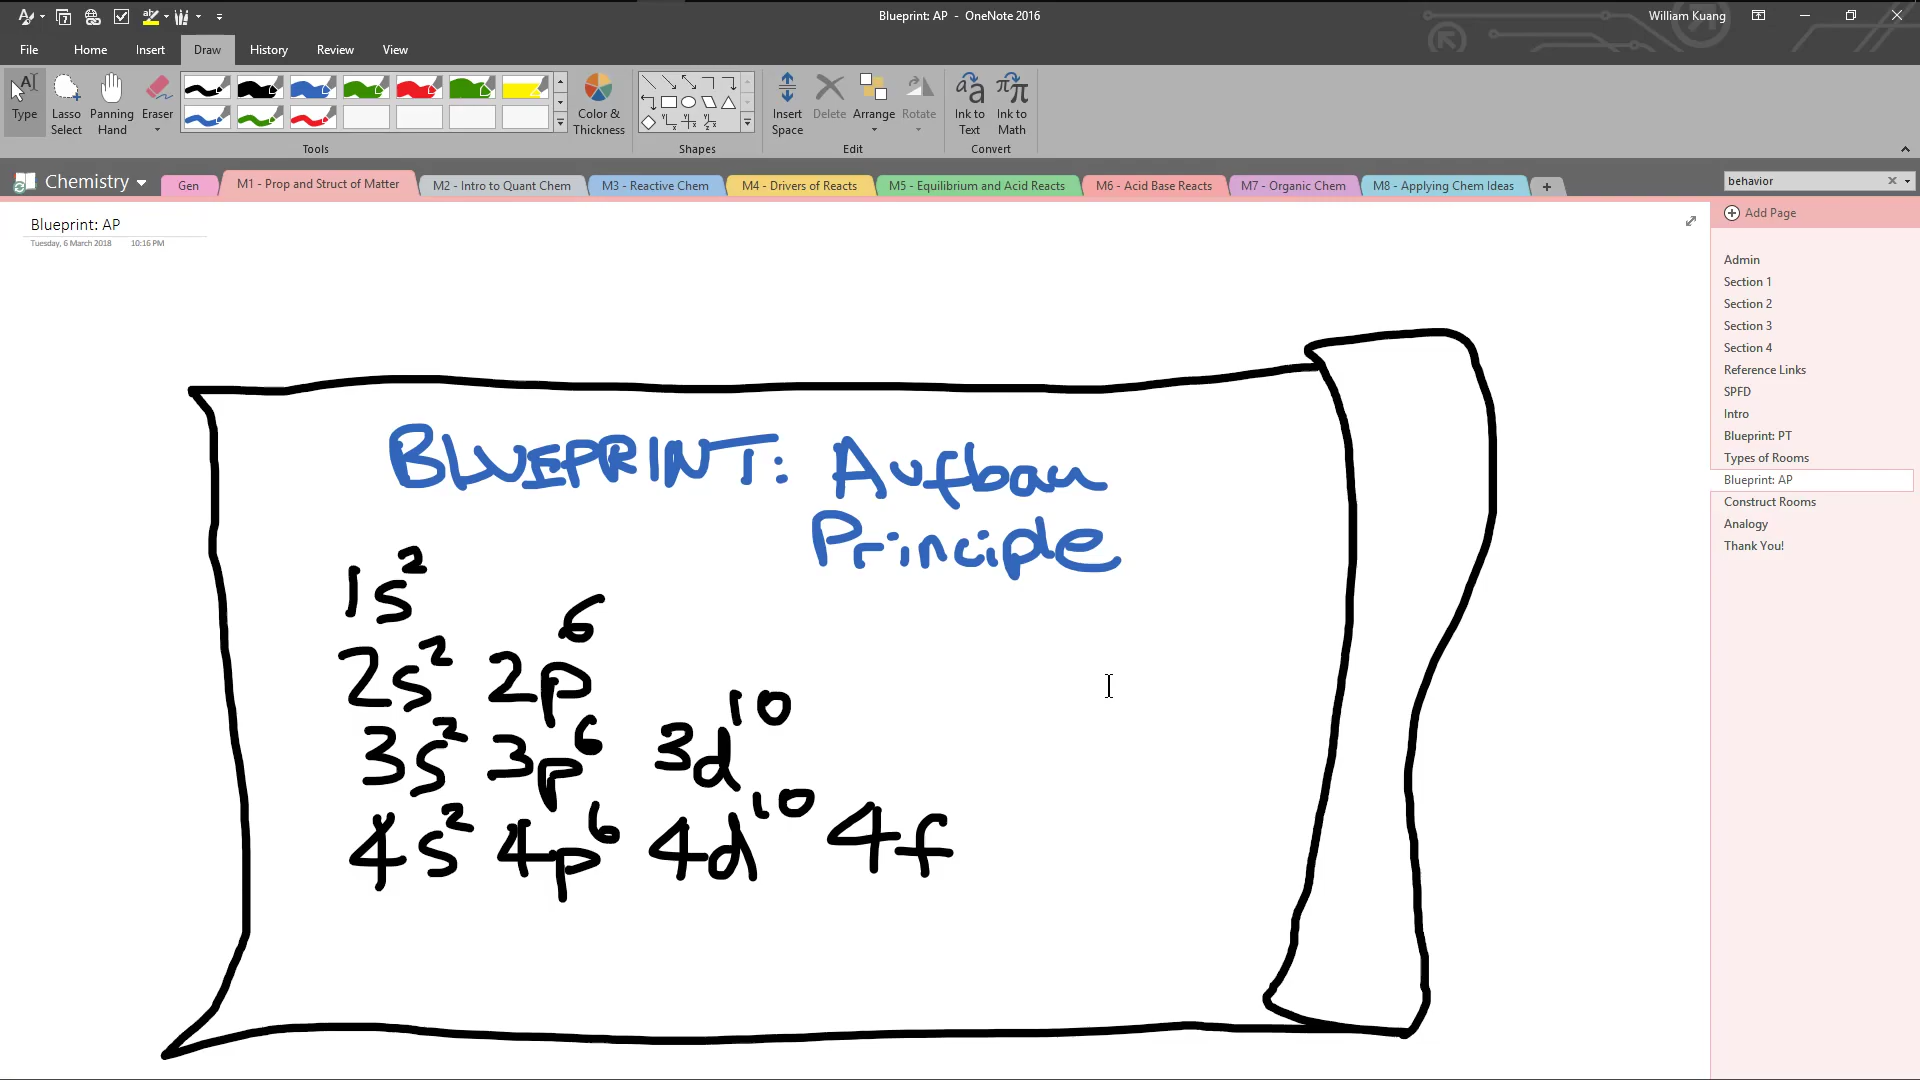 Blueprint: AP - OneNote 2016
William Kuang
File Home Insert Draw History Review View
Type
Lasso Select
Panning Hand
Eraser
Color & Thickness
Insert Space
Delete
Arrange
Rotate
Ink to Text
Ink to Math
Tools
Shapes
Edit
Convert
Chemistry
Gen
M1 - Prop and Struct of Matter
M2 - Intro to Quant Chem
M3 - Reactive Chem
M4 - Drivers of Reacts
M5 - Equilibrium and Acid Reacts
M6 - Acid Base Reacts
M7 - Organic Chem
M8 - Applying Chem Ideas
behavior
Blueprint: AP
Tuesday, 6 March 2018 10:16 PM
BLUEPRINT: Aufbau
Principle
1s²
2s² 2p⁶
3s² 3p⁶ 3d¹⁰
4s² 4p⁶ 4d¹⁰ 4f
Add Page
Admin
Section 1
Section 2
Section 3
Section 4
Reference Links
SPFD
Intro
Blueprint: PT
Types of Rooms
Blueprint: AP
Construct Rooms
Analogy
Thank You!